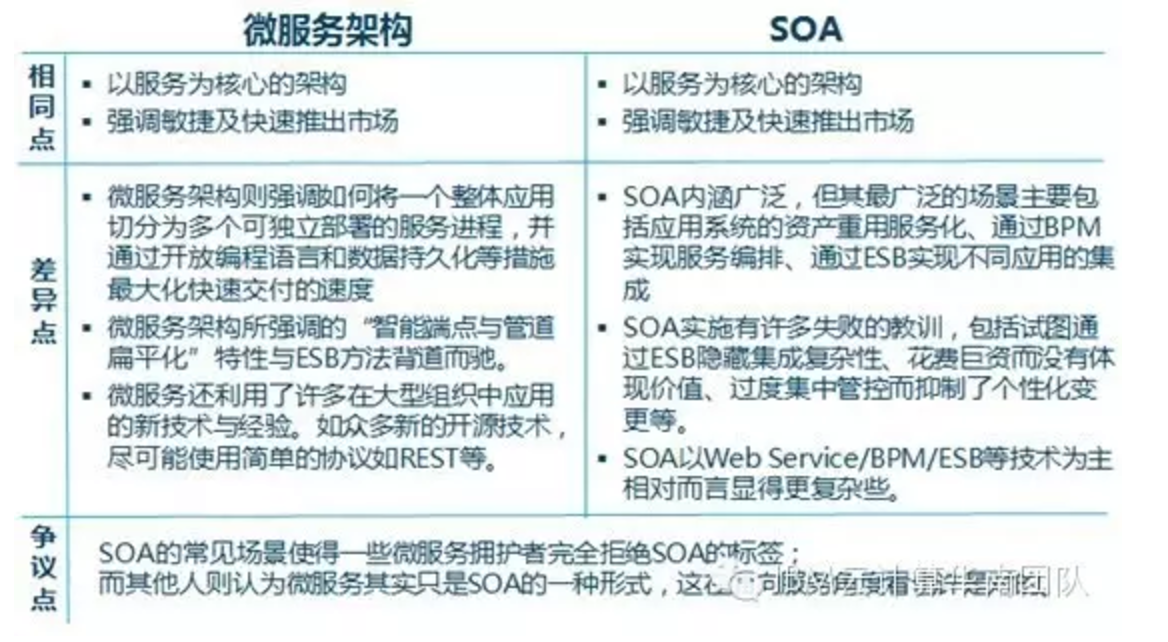 微服务架构
SOA
相同点
▪ 以服务为核心的架构
▪ 强调敏捷及快速推出市场
▪ 以服务为核心的架构
▪ 强调敏捷及快速推出市场
差异点
▪ 微服务架构则强调如何将一个整体应用
切分为多个可独立部署的服务进程，并
通过开放编程语言和数据持久化等措施
最大化快速交付的速度
▪ 微服务架构所强调的“智能端点与管道
扁平化”特性与ESB方法背道而驰。
▪ 微服务还利用了许多在大型组织中应用
的新技术与经验。如众多新的开源技术，
尽可能使用简单的协议如REST等。
▪ SOA内涵广泛，但其最广泛的场景主要包
括应用系统的资产重用服务化、通过BPM
实现服务编排、通过ESB实现不同应用的集
成
▪ SOA实施有许多失败的教训，包括试图通
过ESB隐藏集成复杂性、花费巨资而没有体
现价值、过度集中管控而抑制了个性化变
更等。
▪ SOA以Web Service/BPM/ESB等技术为主
相对而言显得更复杂些。
争议点
SOA的常见场景使得一些微服务拥护者完全拒绝SOA的标签；
而其他人则认为微服务其实只是SOA的一种形式，这在
团队